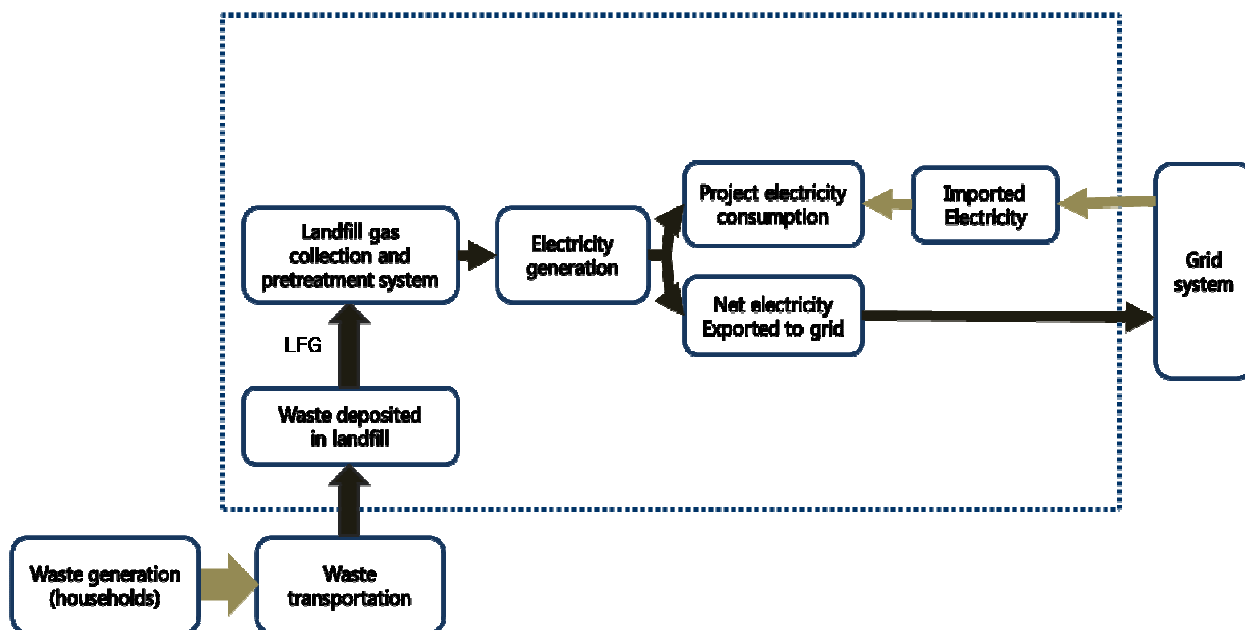 Project electricity
consumption
Imported
Electricity
Landfill gas
collection and
pretreatment system
Electricity
generation
Grid
system
Net electricity
Exported to grid
LFG
Waste deposited
in landfill
Waste generation
(households)
Waste
transportation